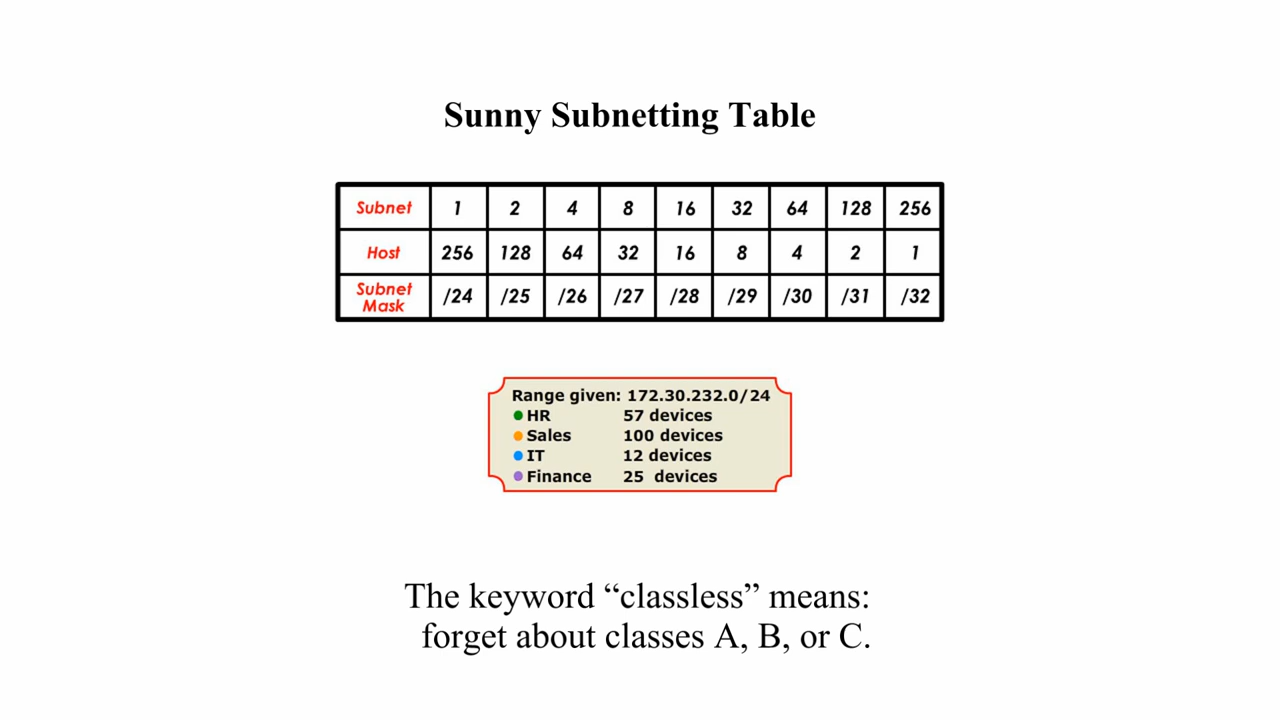 Sunny Subnetting Table
Subnet 1 2 4 8 16 32 64 128 256
Host 256 128 64 32 16 8 4 2 1
Subnet Mask /24 /25 /26 /27 /28 /29 /30 /31 /32
Range given: 172.30.232.0/24
HR 57 devices
Sales 100 devices
IT 12 devices
Finance 25 devices
The keyword “classless” means:
forget about classes A, B, or C.